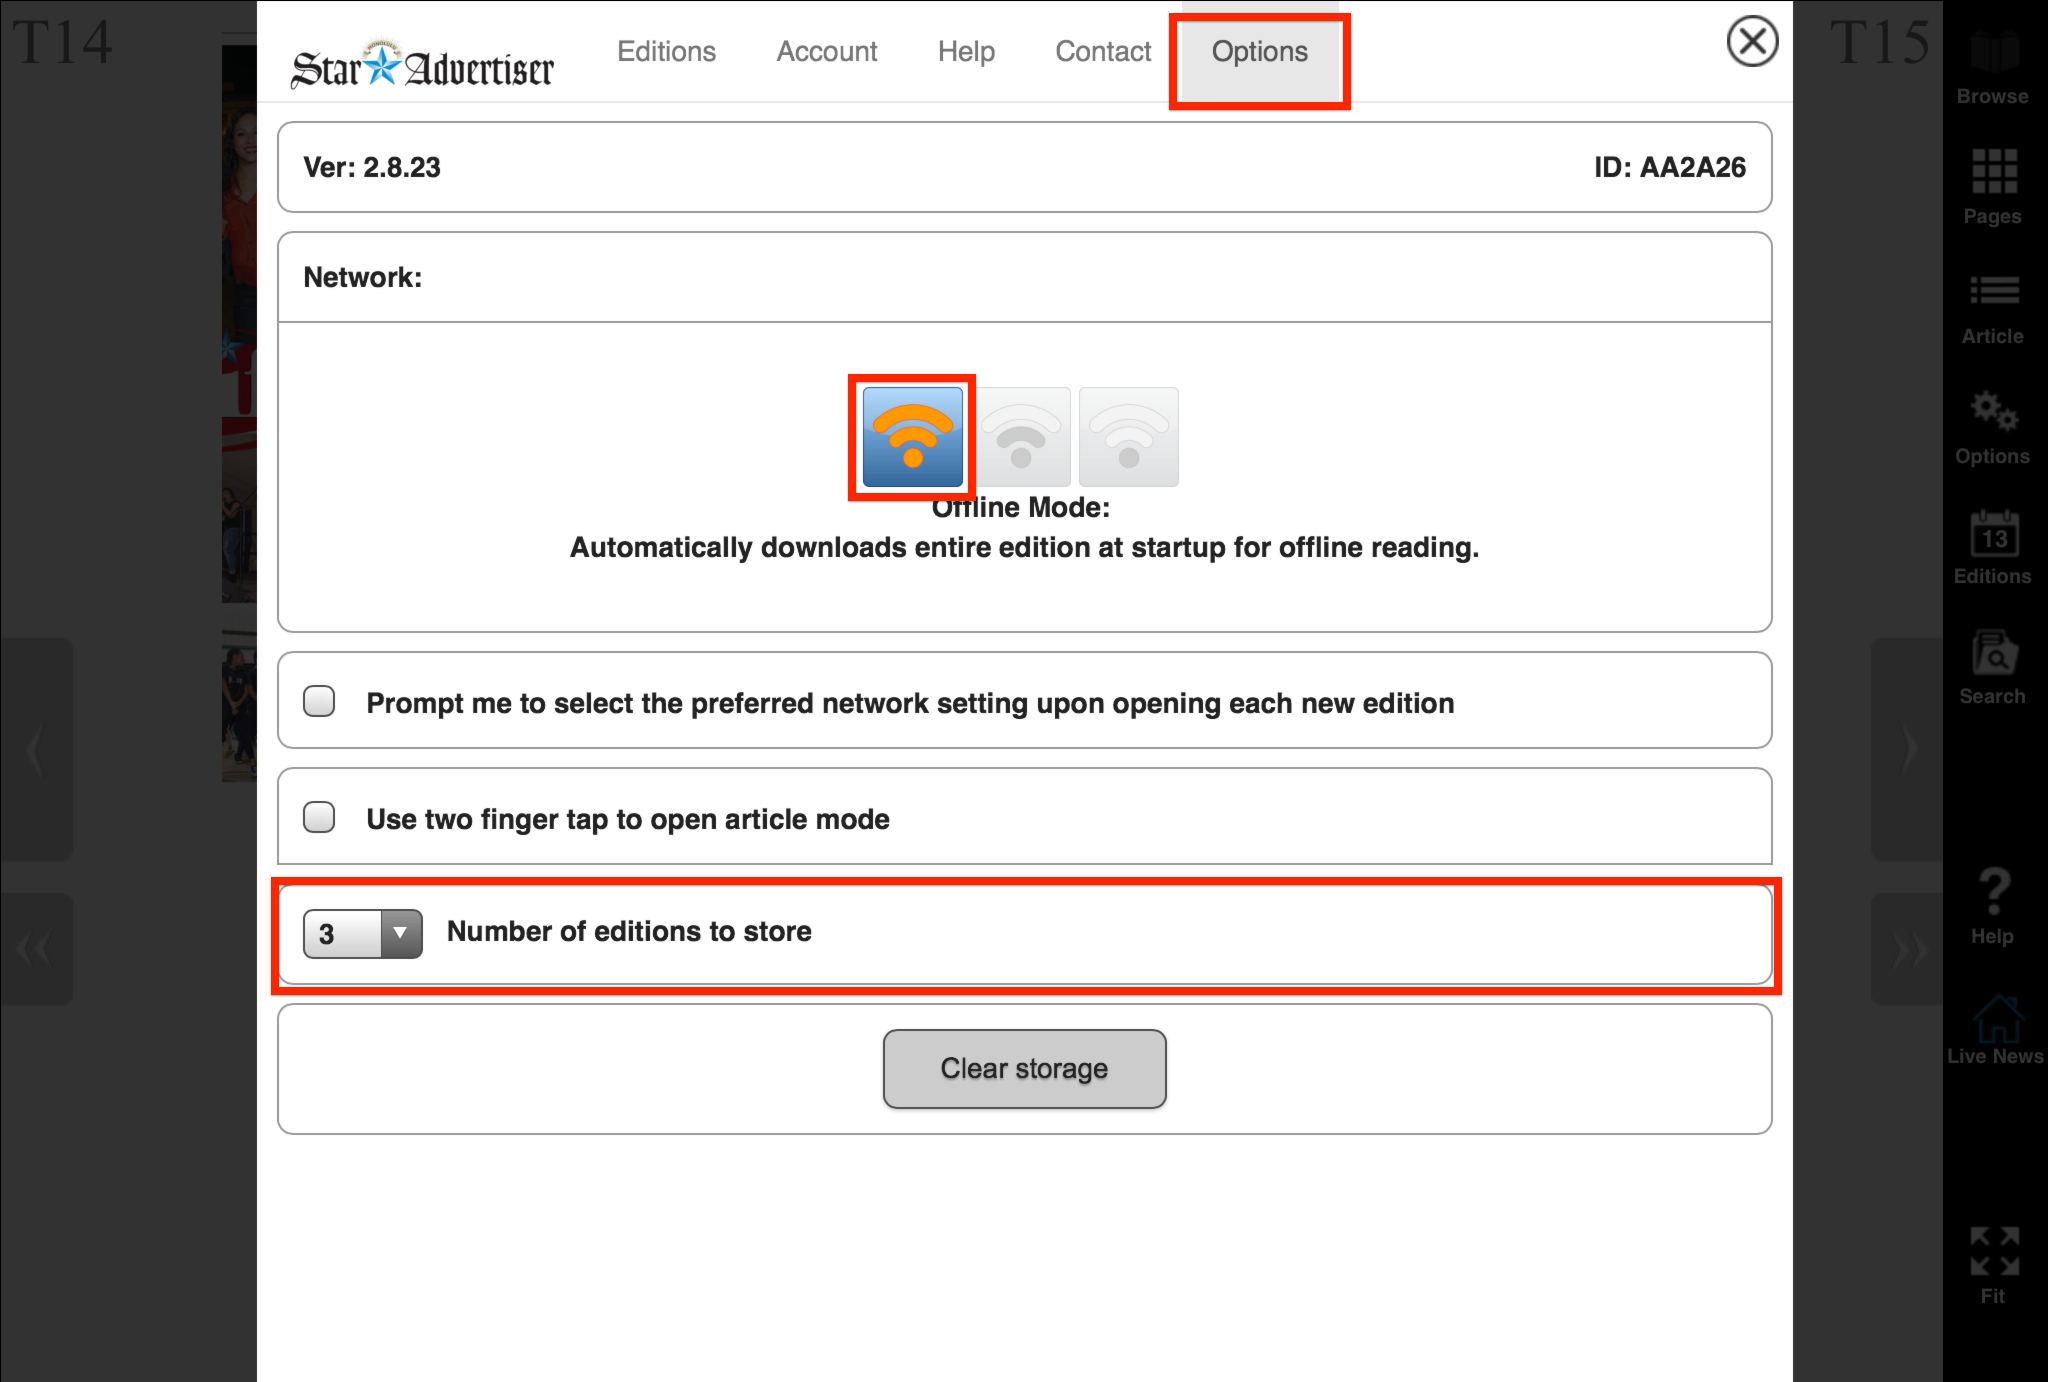 T14
HONOLULU
Star Advertiser
Editions
Account
Help
Contact
Options
T15
Ver: 2.8.23
ID: AA2A26
Network:
Offline Mode:
Automatically downloads entire edition at startup for offline reading.
Prompt me to select the preferred network setting upon opening each new edition
Use two finger tap to open article mode
3
Number of editions to store
Clear storage
Browse
Pages
Article
Options
13
Editions
Search
?
Help
Live News
Fit